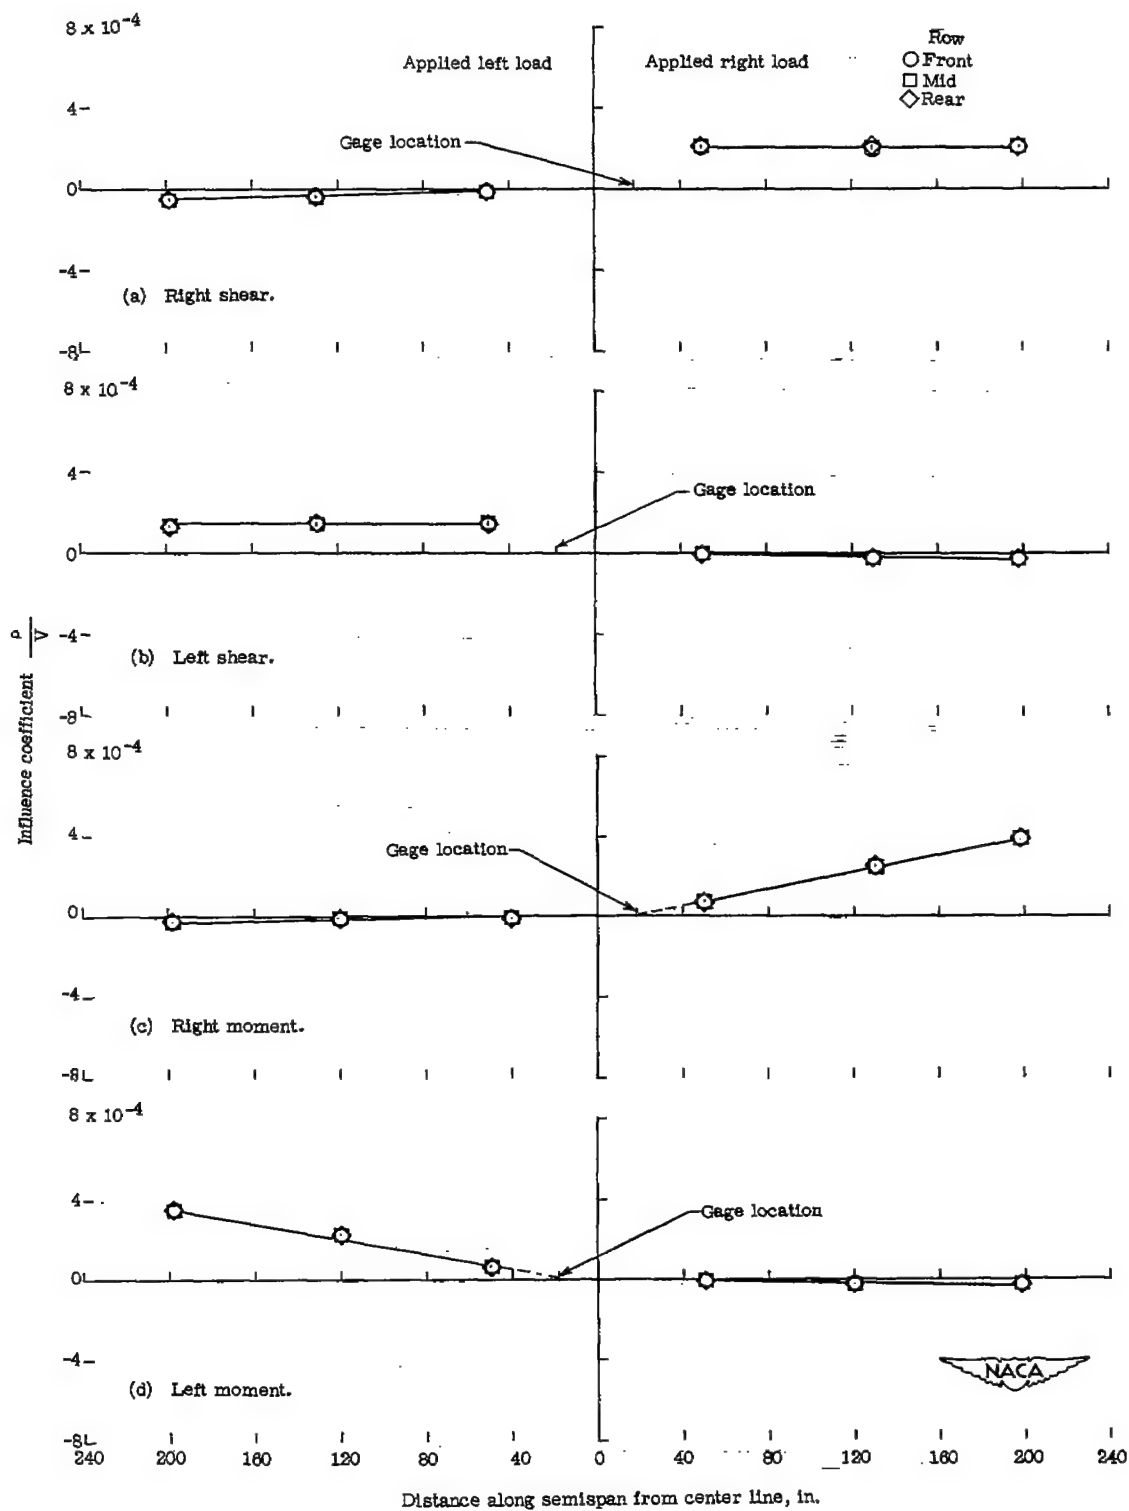 8 x 10-4
Row
Applied left load
Applied right load
Front
Mid
Rear
4
Gage location
0
-4
(a) Right shear.
-8
8 x 10-4
4
Gage location
0
-4
(b) Left shear.
-8
Influence coefficient ρ/V
8 x 10-4
4
Gage location
0
-4
(c) Right moment.
-8
8 x 10-4
4
Gage location
0
-4
NACA
(d) Left moment.
-8
240 200 160 120 80 40 0 40 80 120 160 200 240
Distance along semispan from center line, in.